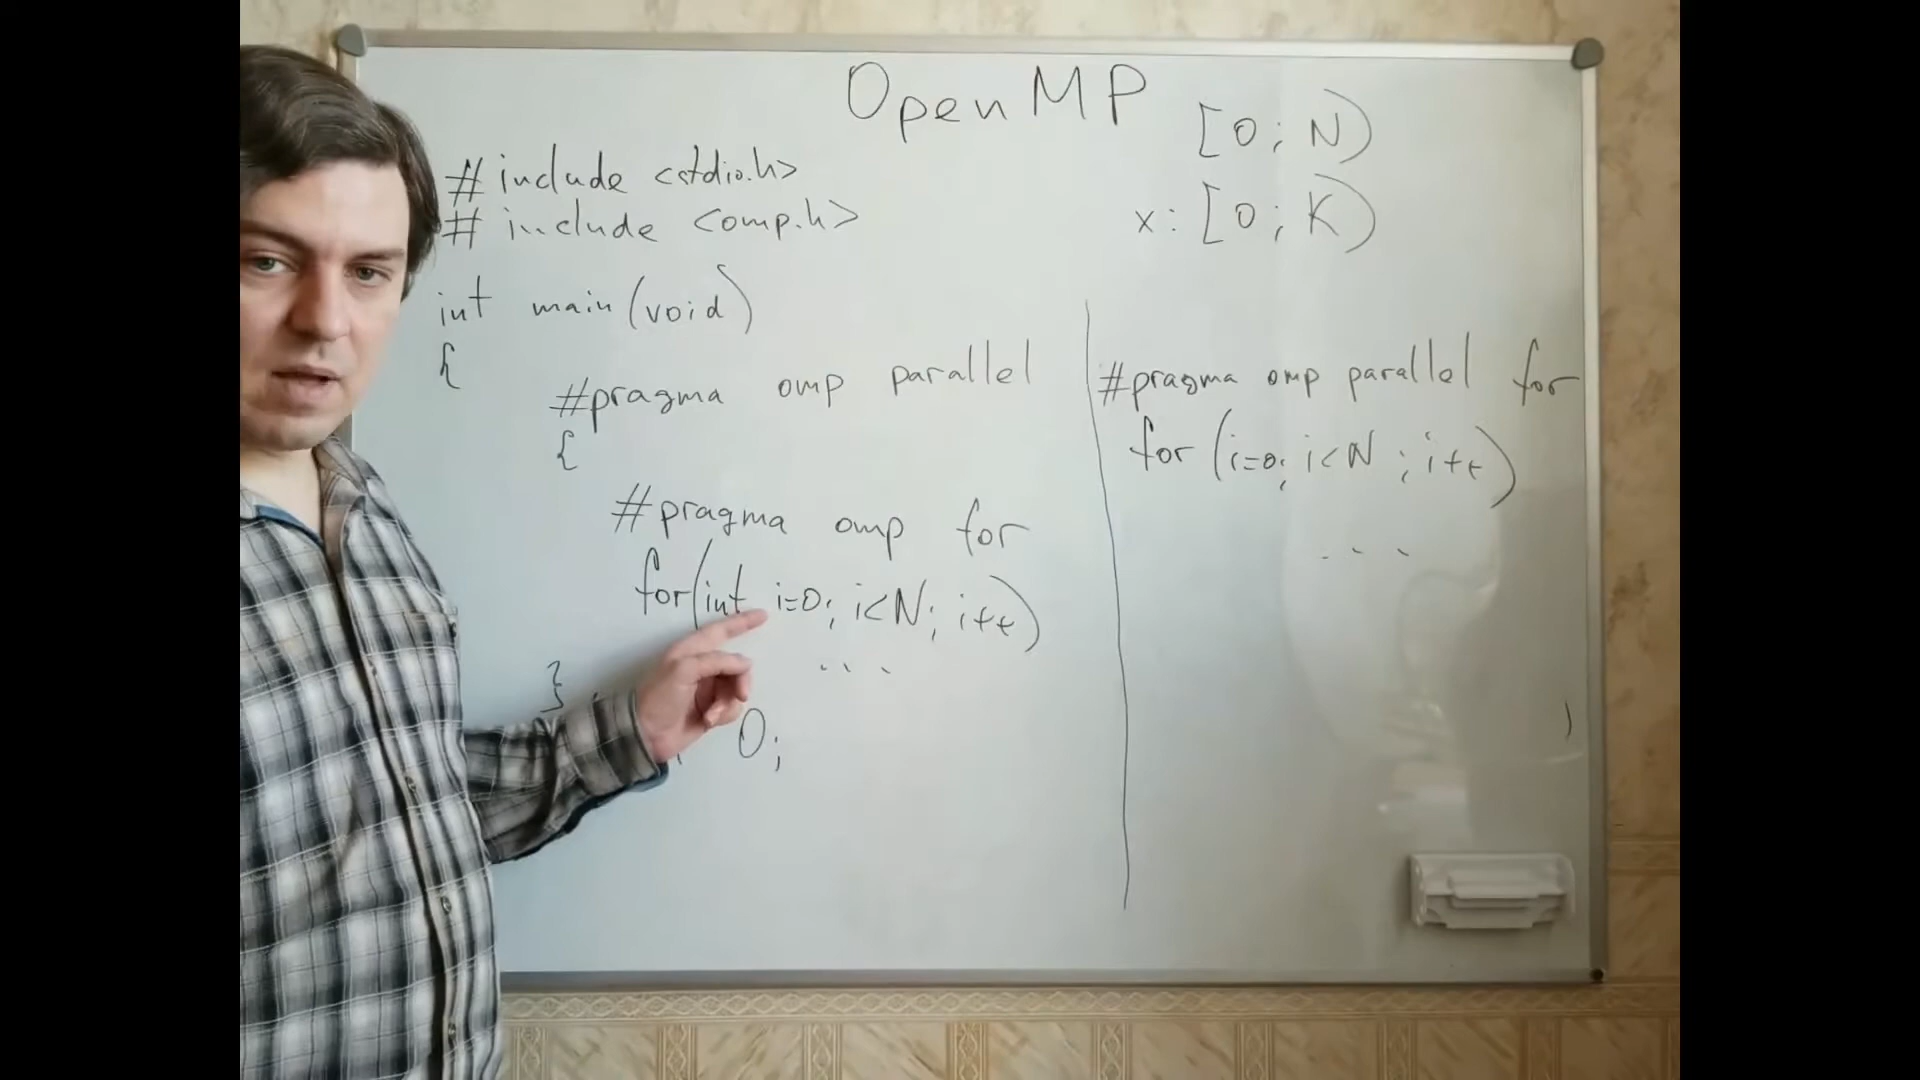 OpenMP
[0; N)
x: [0; K)
#include <stdio.h>
#include <omp.h>
int main(void)
{
#pragma omp parallel
{
#pragma omp for
for(int i=0; i<N; i++)
...
}
0;
#pragma omp parallel for
for (i=0; i<N; i++)
...